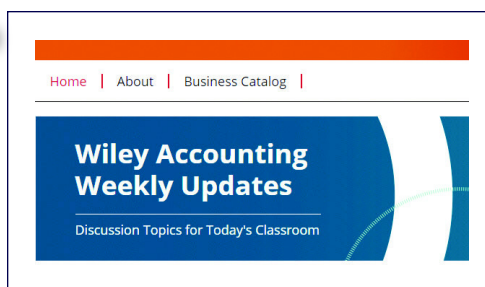 Home | About | Business Catalog |
Wiley Accounting
Weekly Updates
Discussion Topics for Today's Classroom